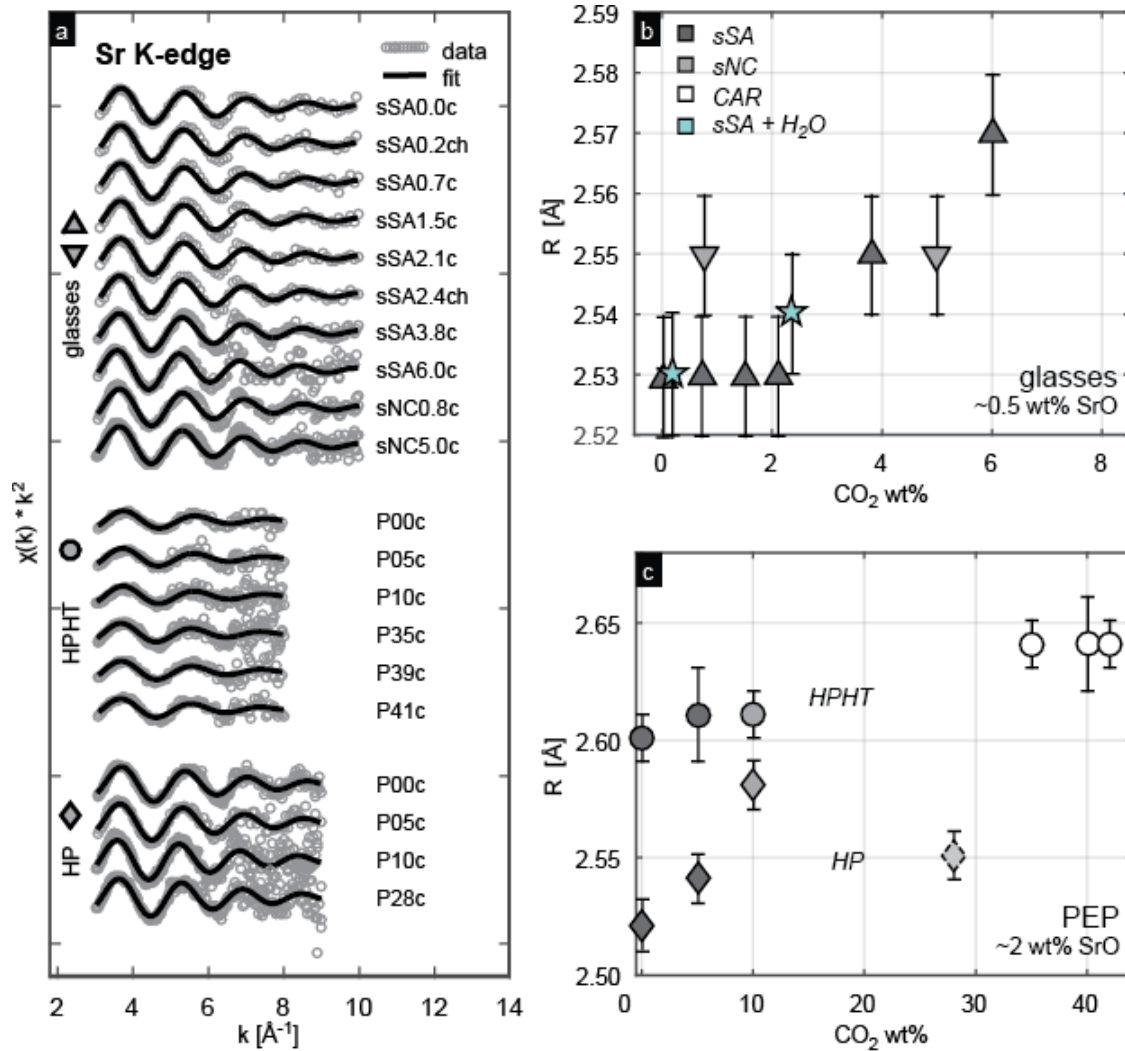 a
Sr K-edge
data
fit
sSA0.0c
sSA0.2ch
sSA0.7c
sSA1.5c
sSA2.1c
sSA2.4ch
sSA3.8c
sSA6.0c
sNC0.8c
sNC5.0c
glasses
P00c
P05c
P10c
P35c
P39c
P41c
HPHT
P00c
P05c
P10c
P28c
HP
χ(k) * k²
2 4 6 8 10 12 14
k [Å⁻¹]
b
sSA
sNC
CAR
sSA + H₂O
2.59
2.58
2.57
2.56
2.55
2.54
2.53
2.52
R [Å]
glasses
~0.5 wt% SrO
0 2 4 6 8
CO₂ wt%
c
2.65
2.60
2.55
2.50
R [Å]
HPHT
HP
PEP
~2 wt% SrO
0 10 20 30 40
CO₂ wt%